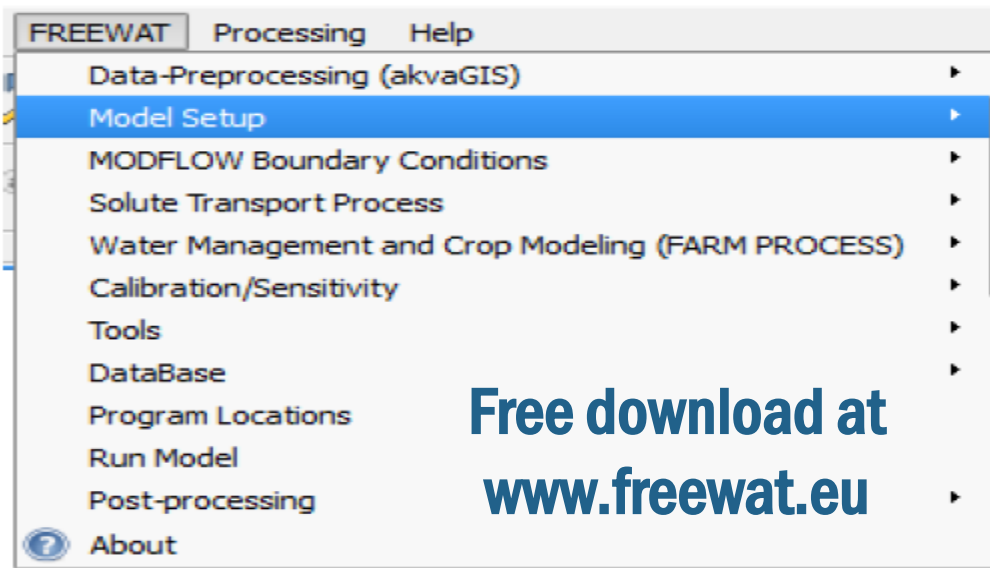 FREEWAT Processing Help
Data-Preprocessing (akvaGIS)
Model Setup
MODFLOW Boundary Conditions
Solute Transport Process
Water Management and Crop Modeling (FARM PROCESS)
Calibration/Sensitivity
Tools
DataBase
Program Locations
Run Model
Post-processing
About
Free download at
www.freewat.eu